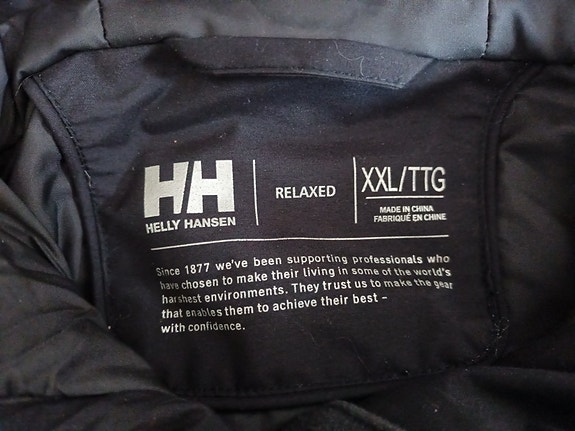 HH
HELLY HANSEN
RELAXED
XXL/TTG
MADE IN CHINA
FABRIQUÉ EN CHINE
Since 1877 we've been supporting professionals who
have chosen to make their living in some of the world's
harshest environments. They trust us to make the gear
that enables them to achieve their best –
with confidence.